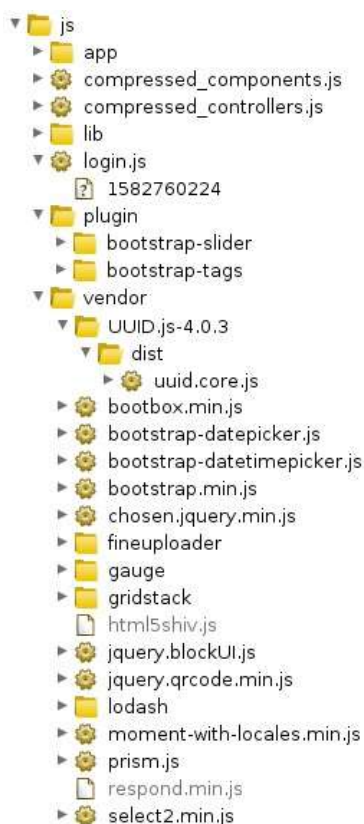 js
app
compressed_components.js
compressed_controllers.js
lib
login.js
1582760224
plugin
bootstrap-slider
bootstrap-tags
vendor
UUID.js-4.0.3
dist
uuid.core.js
bootbox.min.js
bootstrap-datepicker.js
bootstrap-datetimepicker.js
bootstrap.min.js
chosen.jquery.min.js
fineuploader
gauge
gridstack
html5shiv.js
jquery.blockUI.js
jquery.qrcode.min.js
lodash
moment-with-locales.min.js
prism.js
respond.min.js
select2.min.js